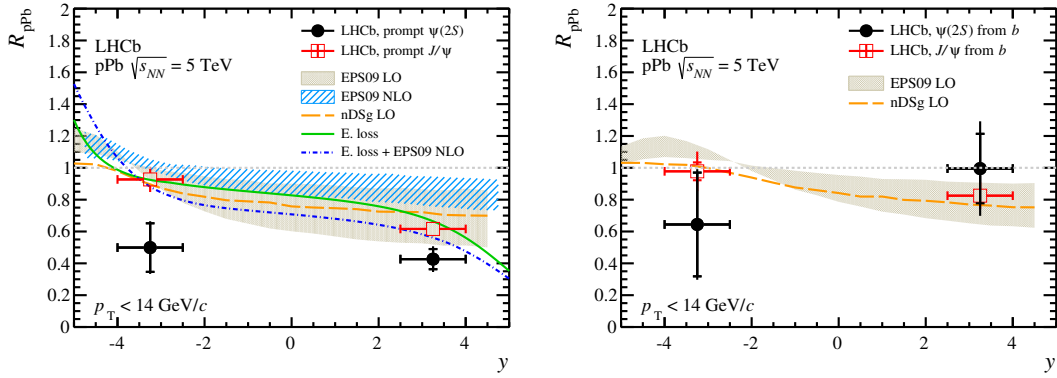 R_pPb
2
1.8
1.6
1.4
1.2
1
0.8
0.6
0.4
0.2
0
LHCb
pPb √s_NN = 5 TeV
LHCb, prompt ψ(2S)
LHCb, prompt J/ψ
EPS09 LO
EPS09 NLO
nDSg LO
E. loss
E. loss + EPS09 NLO
p_T < 14 GeV/c
-4 -2 0 2 4
y
R_pPb
2
1.8
1.6
1.4
1.2
1
0.8
0.6
0.4
0.2
0
LHCb
pPb √s_NN = 5 TeV
LHCb, ψ(2S) from b
LHCb, J/ψ from b
EPS09 LO
nDSg LO
p_T < 14 GeV/c
-4 -2 0 2 4
y